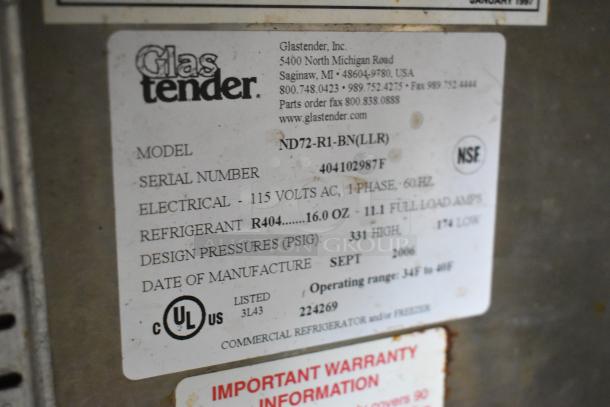 JANUARY 1997
Glas
tender.
Glastender, Inc.
5400 North Michigan Road
Saginaw, MI • 48604-9780, USA
800.748.0423 • 989.752.4275 • Fax 989.752.4444
Parts order fax 800.838.0888
www.glastender.com
MODEL ND72-R1-BN(LLR)
SERIAL NUMBER 404102987F
NSF
ELECTRICAL - 115 VOLTS AC, 1 PHASE, 60 HZ,
REFRIGERANT R404.......16.0 OZ - 11.1 FULL LOAD AMPS
DESIGN PRESSURES (PSIG) 331 HIGH, 174 LOW
DATE OF MANUFACTURE SEPT 2006
Operating range: 34F to 40F
C UL US
LISTED
3L43
224269
COMMERCIAL REFRIGERATOR and/or FREEZER
AUCTION GROUP
IMPORTANT WARRANTY
INFORMATION
covers 90